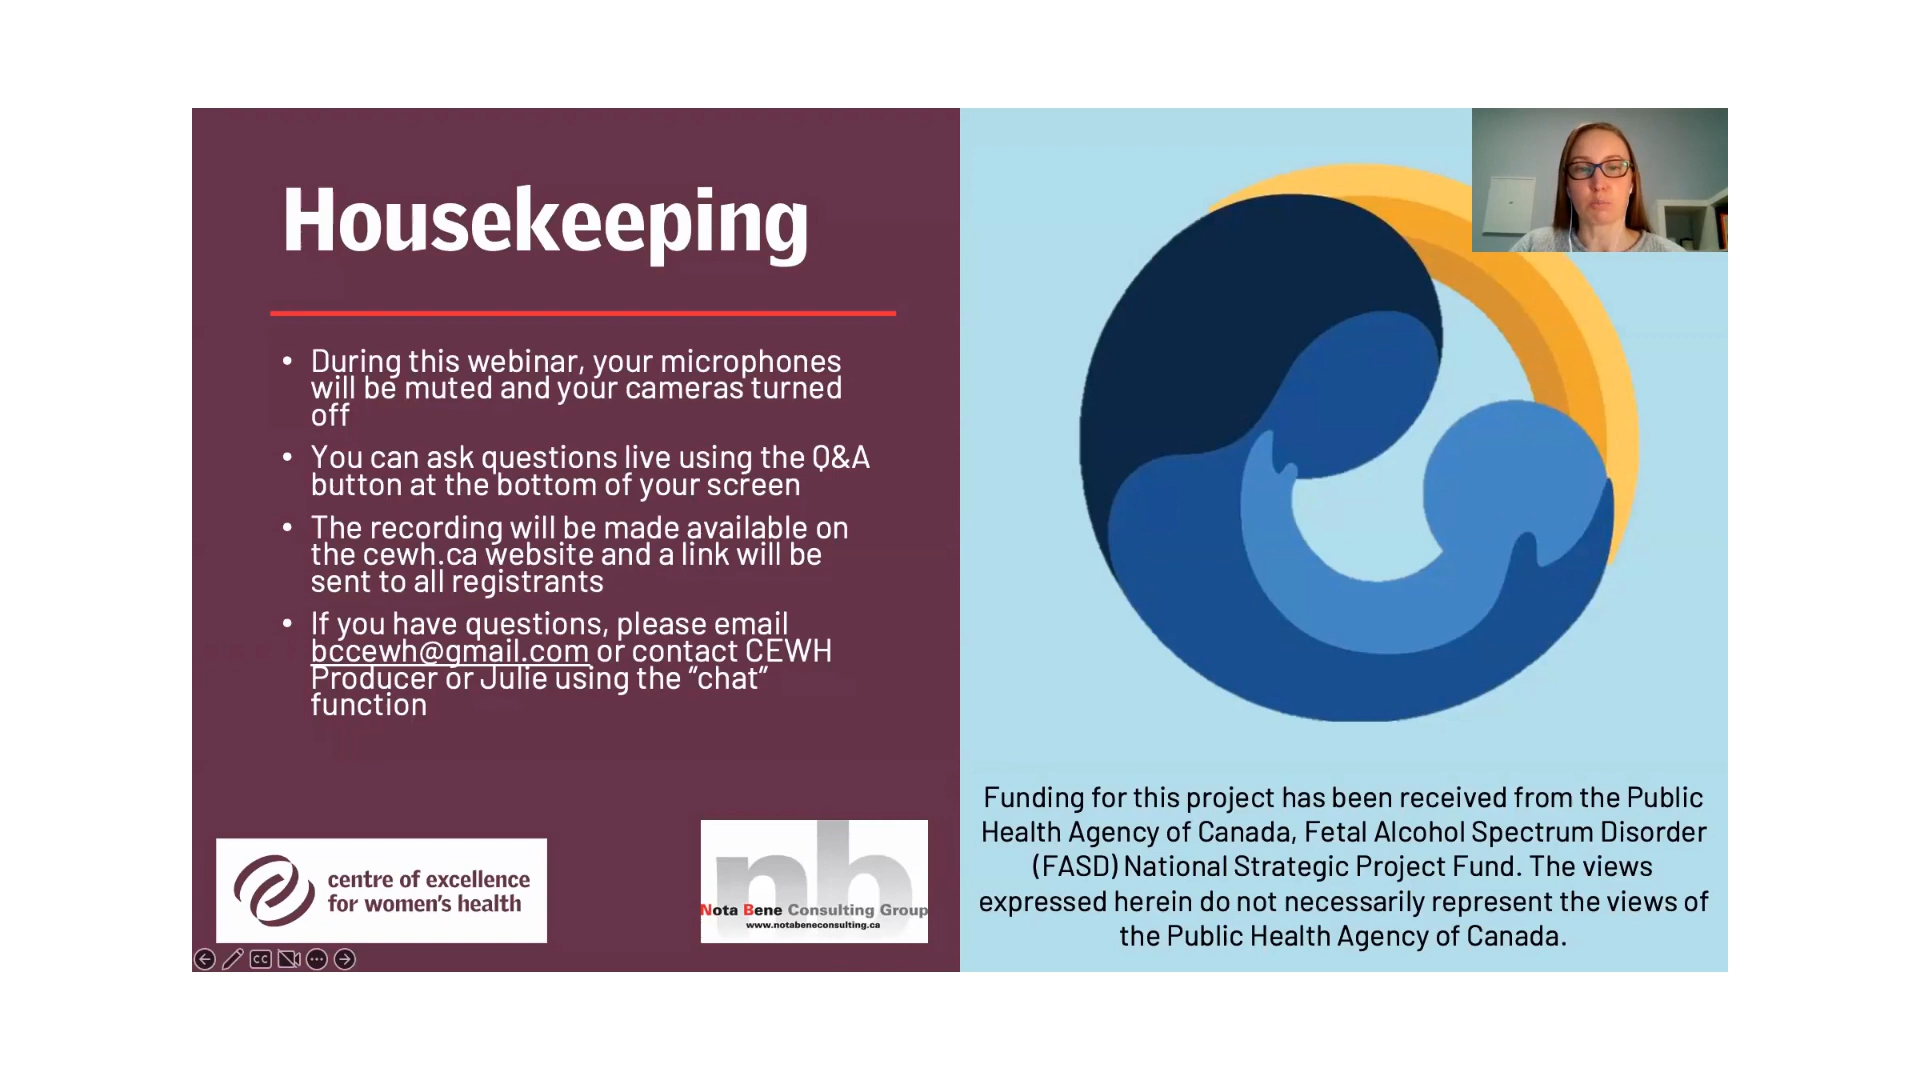 Housekeeping
• During this webinar, your microphones
will be muted and your cameras turned
off
• You can ask questions live using the Q&A
button at the bottom of your screen
• The recording will be made available on
the cewh.ca website and a link will be
sent to all registrants
• If you have questions, please email
bccewh@gmail.com or contact CEWH
Producer or Julie using the ”chat”
function
centre of excellence
for women's health
nb
Nota Bene Consulting Group
www.notabeneconsulting.ca
CC
Funding for this project has been received from the Public
Health Agency of Canada, Fetal Alcohol Spectrum Disorder
(FASD) National Strategic Project Fund. The views
expressed herein do not necessarily represent the views of
the Public Health Agency of Canada.